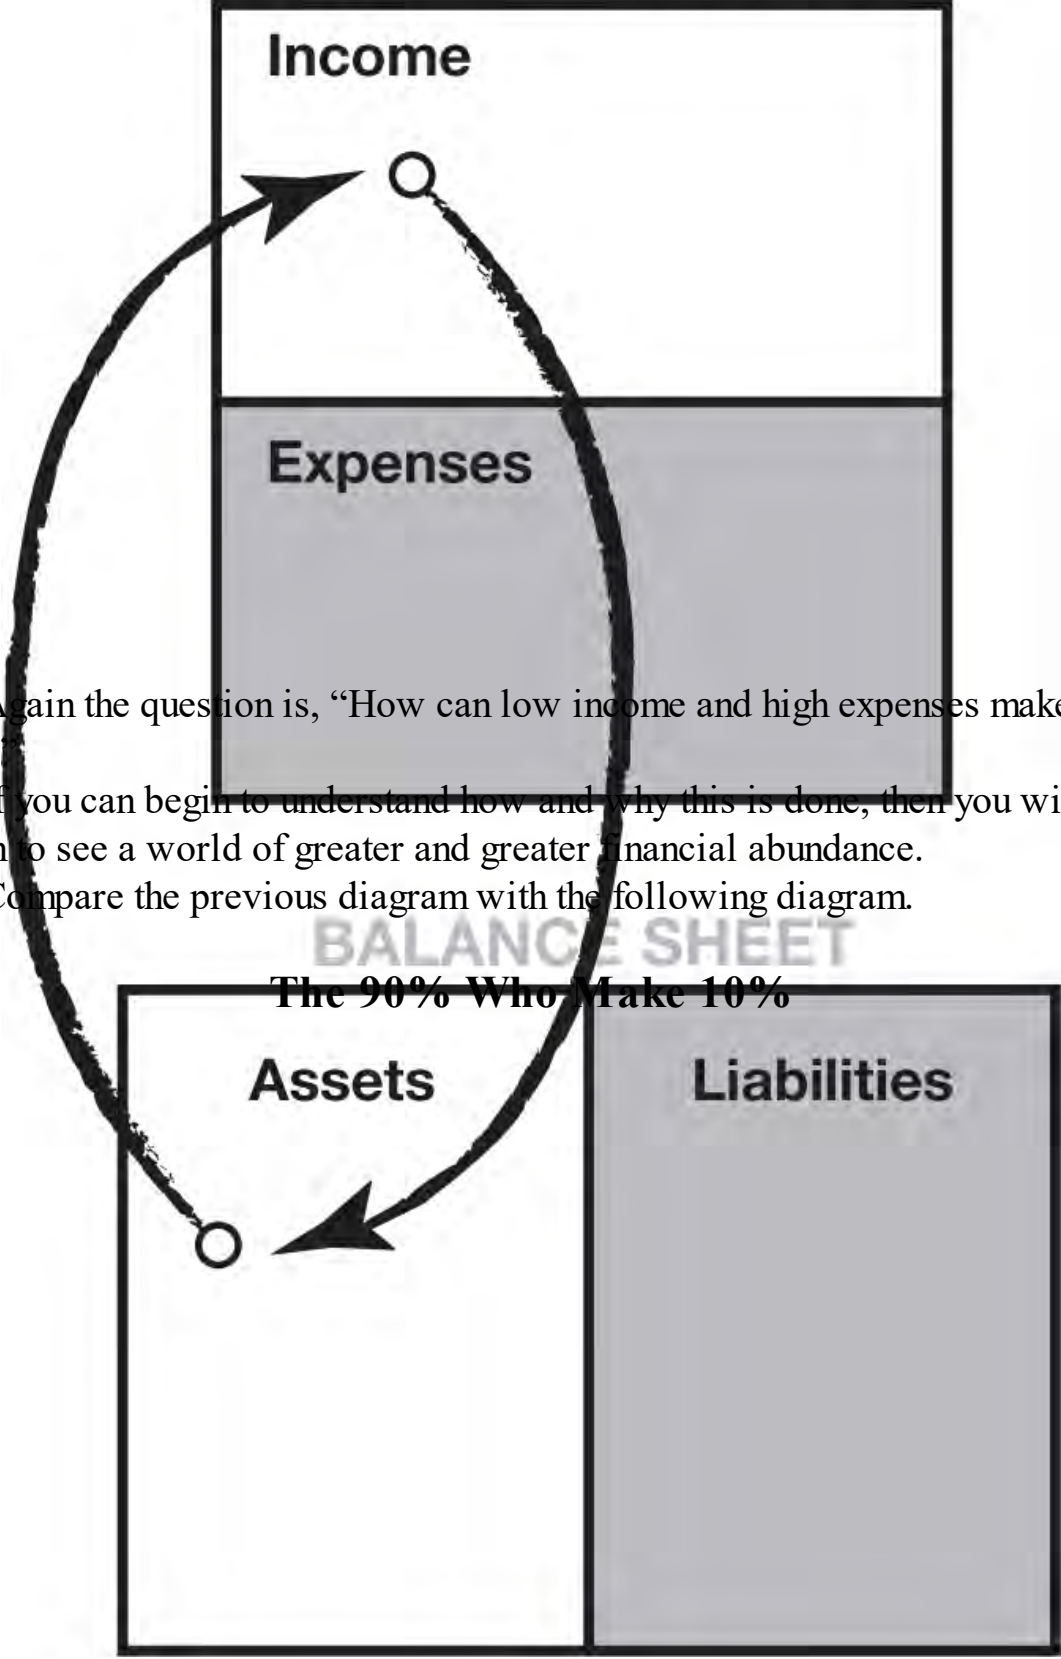 Income
Expenses
Again the question is, “How can low income and high expenses make
”
f you can begin to understand how and why this is done, then you wi
n to see a world of greater and greater financial abundance.
Compare the previous diagram with the following diagram.
BALANCE SHEET
The 90% Who Make 10%
Assets
Liabilities